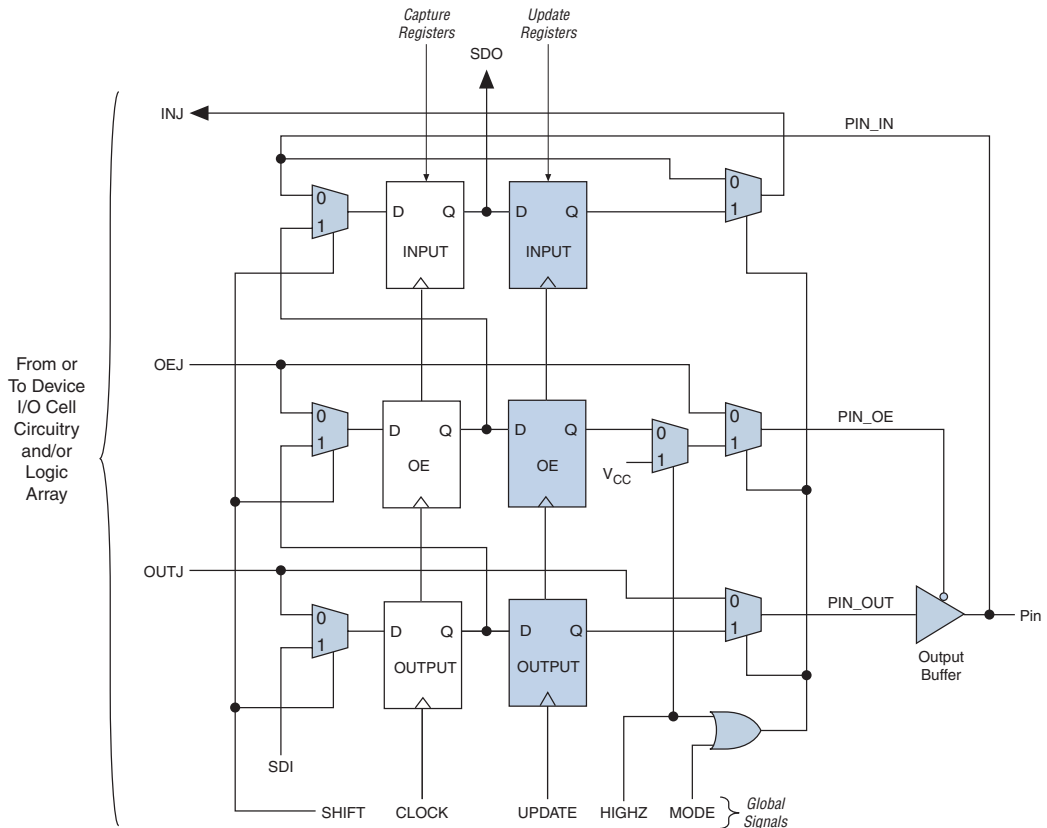 Capture
Registers
Update
Registers
SDO
INJ
PIN_IN
0
1
D Q
INPUT
D Q
INPUT
0
1
From or
To Device
I/O Cell
Circuitry
and/or
Logic
Array
OEJ
0
1
D Q
OE
D Q
OE
0
1
VCC
0
1
PIN_OE
OUTJ
0
1
D Q
OUTPUT
D Q
OUTPUT
0
1
PIN_OUT
Pin
Output
Buffer
SDI
SHIFT
CLOCK
UPDATE
HIGHZ
MODE
Global
Signals